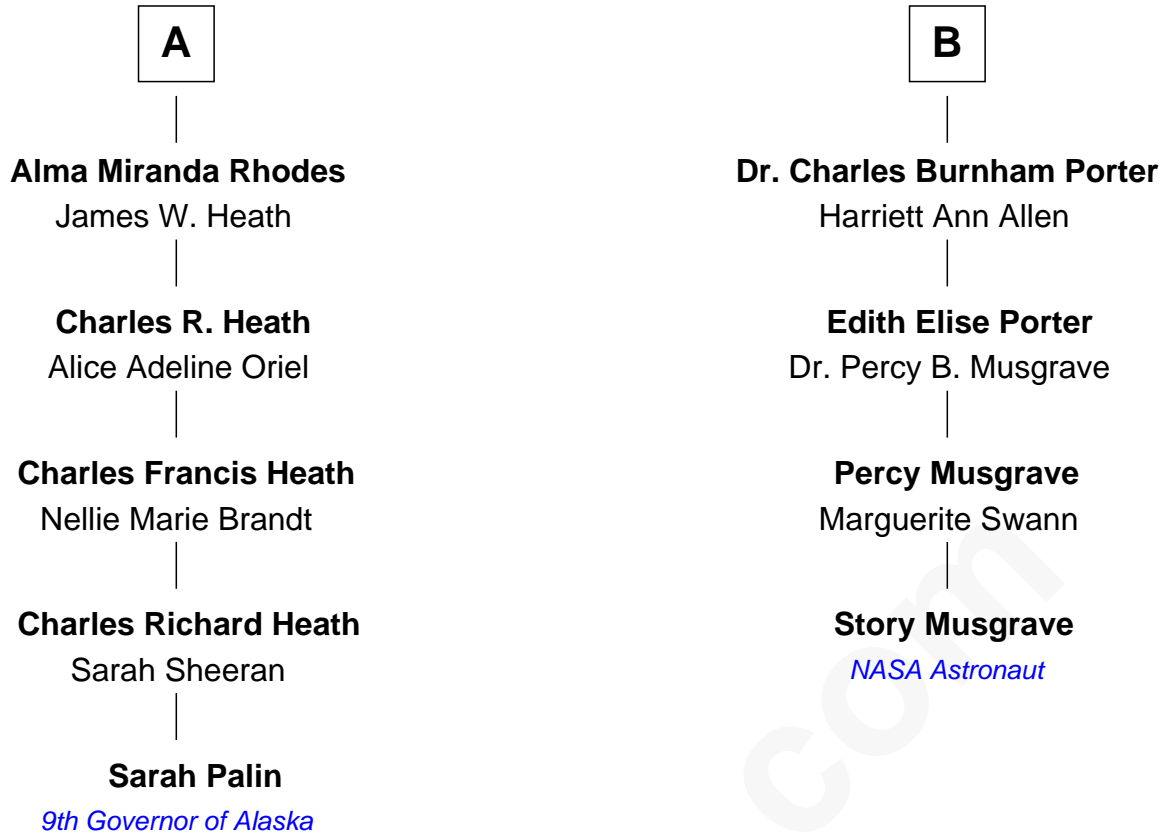 A
Alma Miranda Rhodes
James W. Heath
Charles R. Heath
Alice Adeline Oriel
Charles Francis Heath
Nellie Marie Brandt
Charles Richard Heath
Sarah Sheeran
Sarah Palin
9th Governor of Alaska
B
Dr. Charles Burnham Porter
Harriett Ann Allen
Edith Elise Porter
Dr. Percy B. Musgrave
Percy Musgrave
Marguerite Swann
Story Musgrave
NASA Astronaut
com